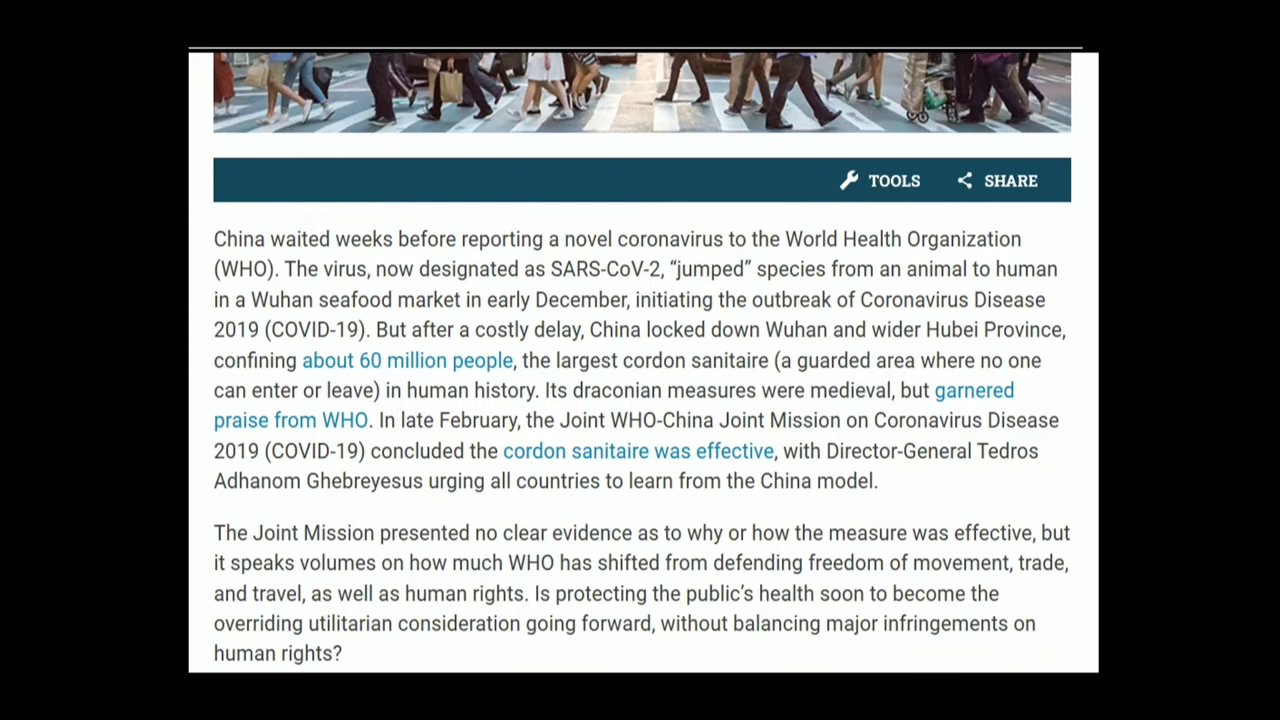 TOOLS SHARE
China waited weeks before reporting a novel coronavirus to the World Health Organization
(WHO). The virus, now designated as SARS-CoV-2, “jumped” species from an animal to human
in a Wuhan seafood market in early December, initiating the outbreak of Coronavirus Disease
2019 (COVID-19). But after a costly delay, China locked down Wuhan and wider Hubei Province,
confining about 60 million people, the largest cordon sanitaire (a guarded area where no one
can enter or leave) in human history. Its draconian measures were medieval, but garnered
praise from WHO. In late February, the Joint WHO-China Joint Mission on Coronavirus Disease
2019 (COVID-19) concluded the cordon sanitaire was effective, with Director-General Tedros
Adhanom Ghebreyesus urging all countries to learn from the China model.
The Joint Mission presented no clear evidence as to why or how the measure was effective, but
it speaks volumes on how much WHO has shifted from defending freedom of movement, trade,
and travel, as well as human rights. Is protecting the public’s health soon to become the
overriding utilitarian consideration going forward, without balancing major infringements on
human rights?